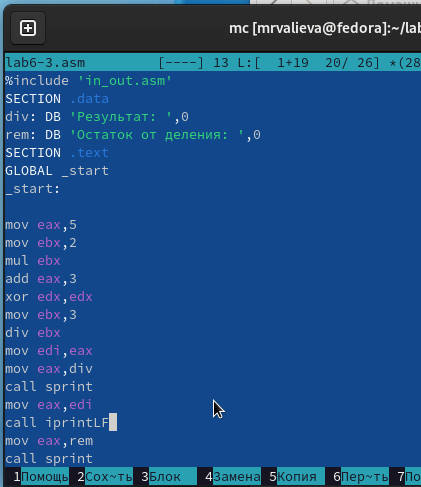 mc [mrvalieva@fedora]:~/lab
lab6-3.asm [----] 13 L:[ 1+19 20/ 26] *(28
%include 'in_out.asm'
SECTION .data
div: DB 'Результат: ',0
rem: DB 'Остаток от деления: ',0
SECTION .text
GLOBAL _start
_start:
mov eax,5
mov ebx,2
mul ebx
add eax,3
xor edx,edx
mov ebx,3
div ebx
mov edi,eax
mov eax,div
call sprint
mov eax,edi
call iprintLF
mov eax,rem
call sprint
1Помощь 2Сох~ть 3Блок 4Замена 5Копия 6Пер~ть 7По